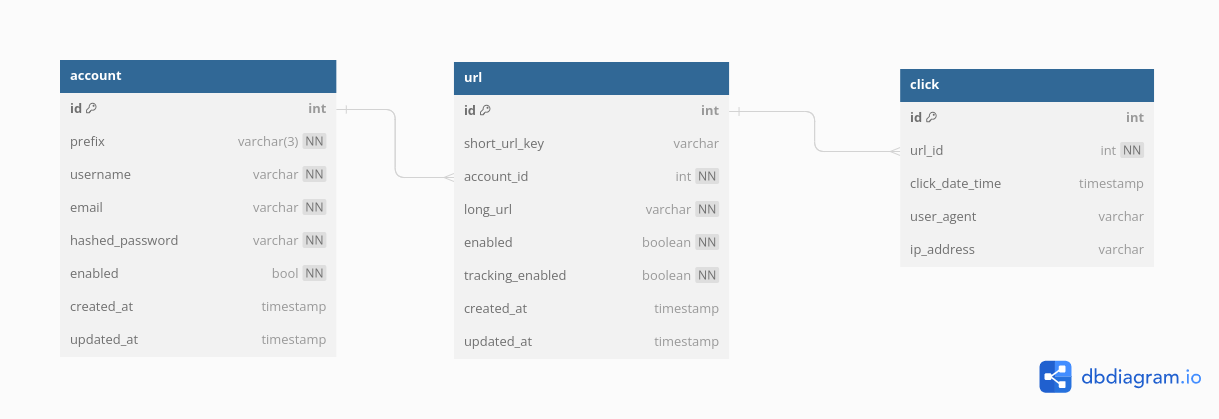 account
id int
prefix varchar(3) NN
username varchar NN
email varchar NN
hashed_password varchar NN
enabled bool NN
created_at timestamp
updated_at timestamp
url
id int
short_url_key varchar
account_id int NN
long_url varchar NN
enabled boolean NN
tracking_enabled boolean NN
created_at timestamp
updated_at timestamp
click
id int
url_id int NN
click_date_time timestamp
user_agent varchar
ip_address varchar
dbdiagram.io